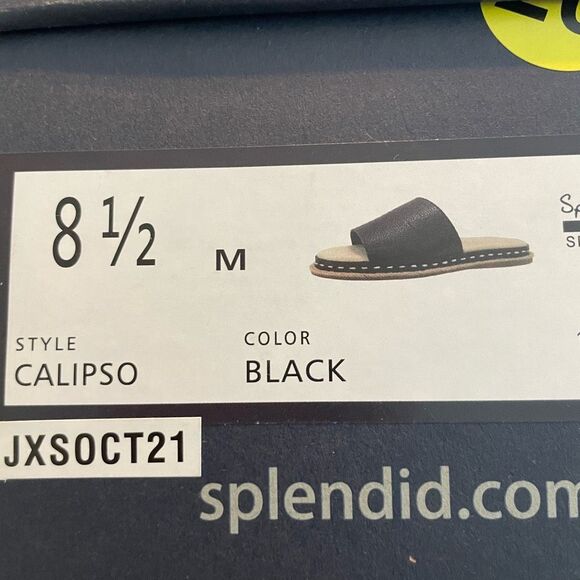 8 ½ M
STYLE
CALIPSO
COLOR
BLACK
JXSOCT21
splendid.com